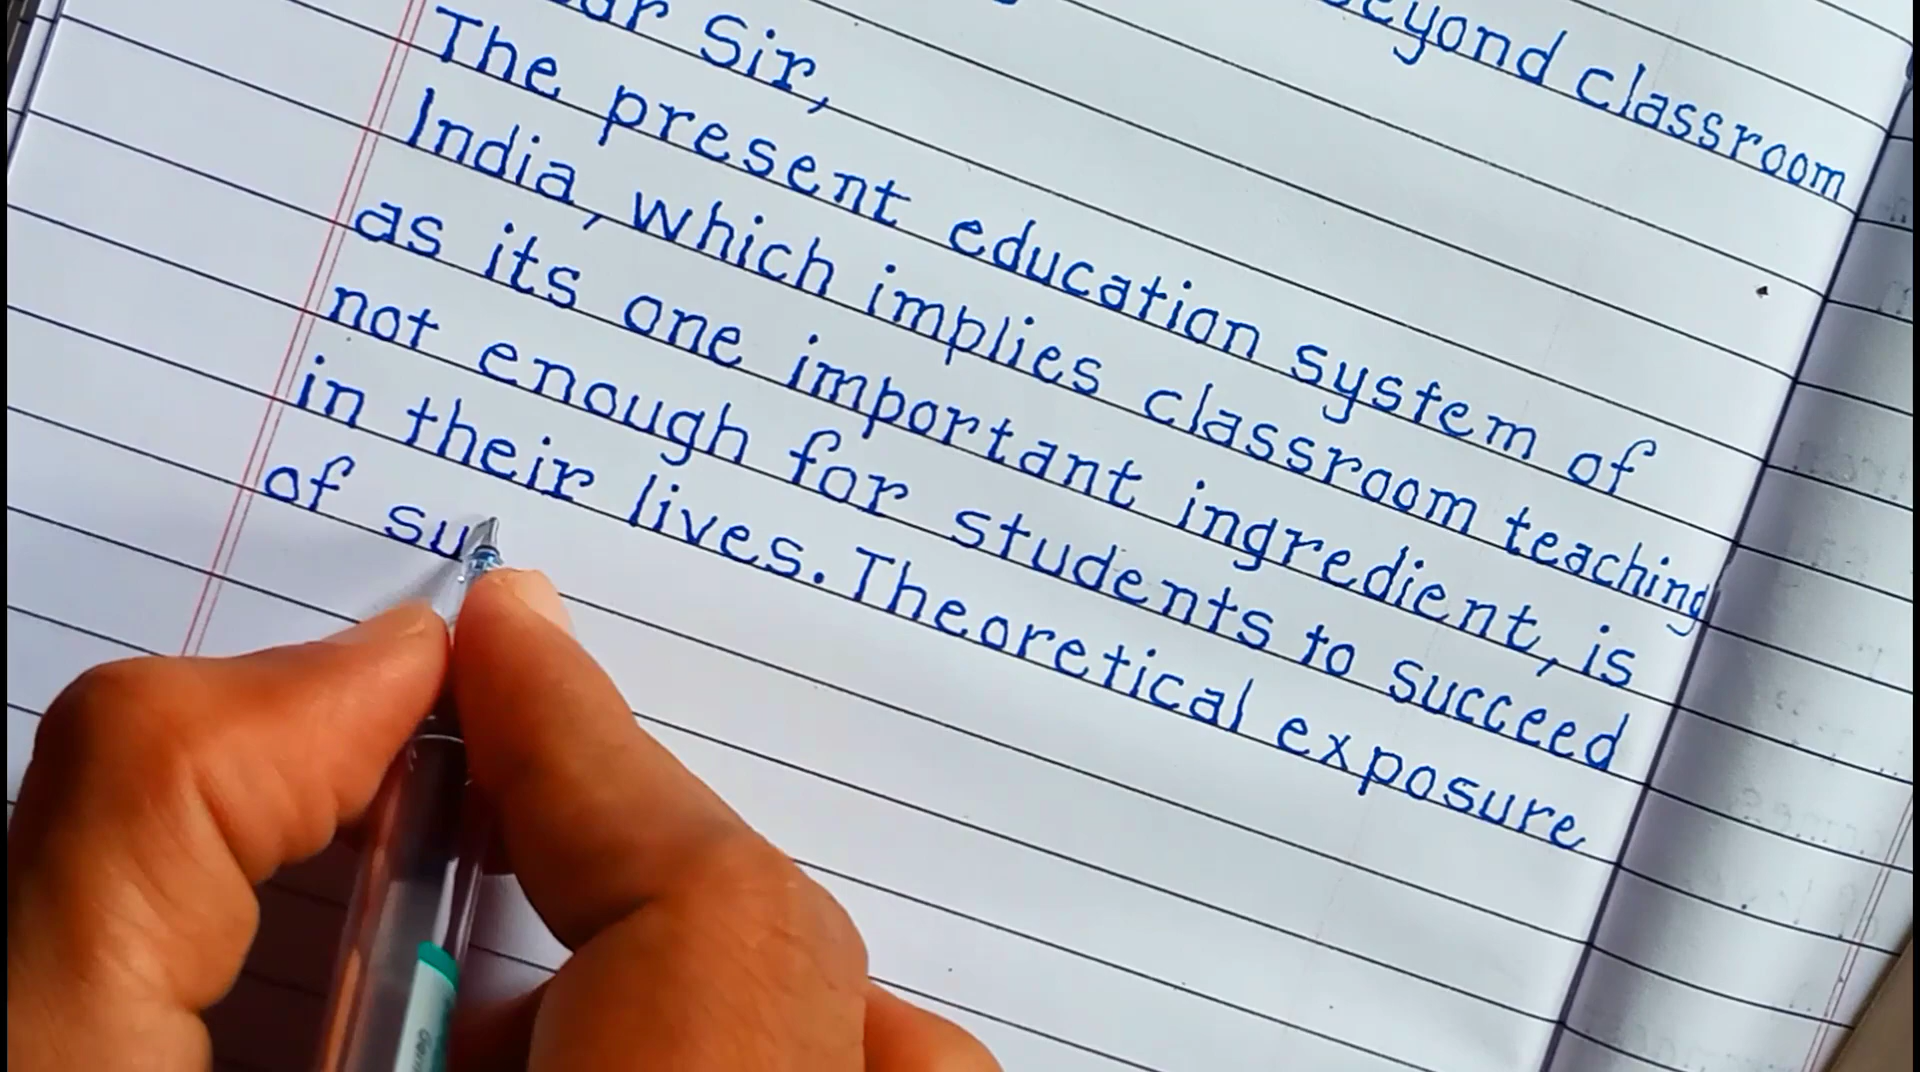 beyond classroom
Sir,
The present education system of
India, which implies classroom teaching
as its one important ingredient, is
not enough for students to succeed
in their lives. Theoretical exposure
of su